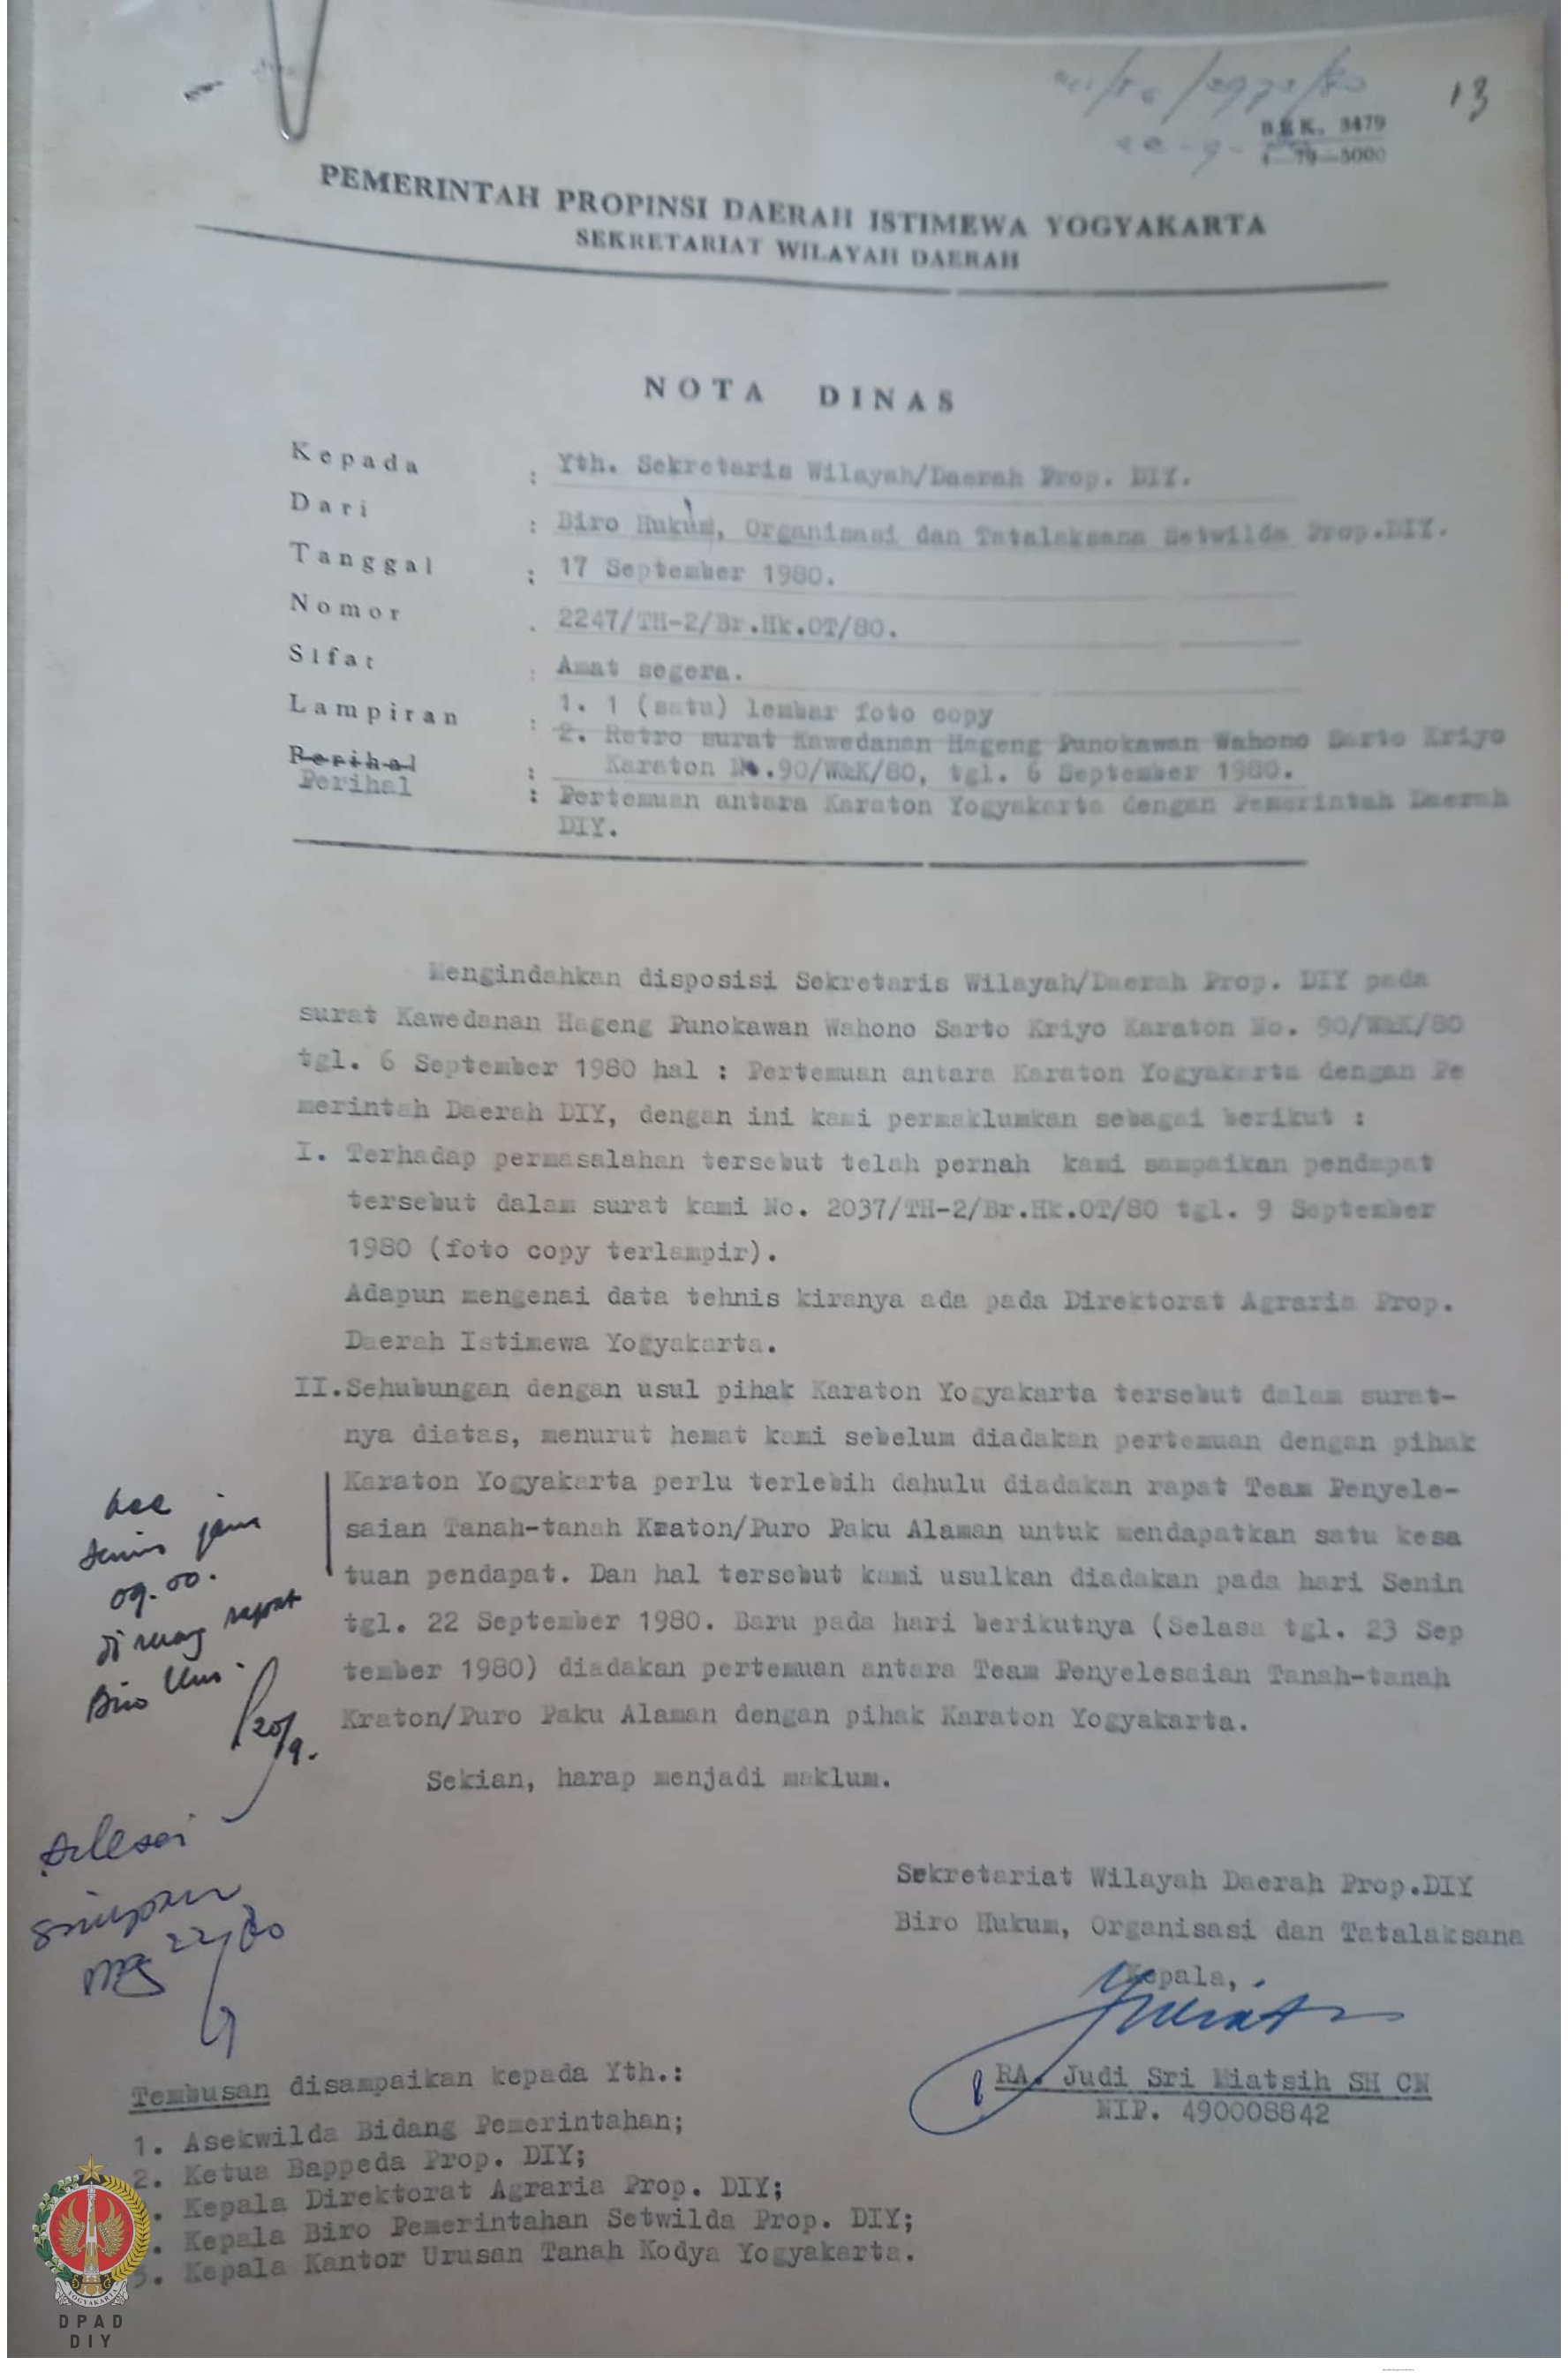 13
B.H.K. 3479
4-79-5000
PEMERINTAH PROPINSI DAERAH ISTIMEWA YOGYAKARTA
SEKRETARIAT WILAYAH DAERAH
NOTA DINAS
Kepada : Yth. Sekretaris Wilayah/Daerah Prop. DIY.
Dari : Biro Hukum, Organisasi dan Tatalaksana Setwilda Prop.DIY.
Tanggal : 17 September 1980.
Nomor : 2247/TH-2/Br.Hk.OT/80.
Sifat : Amat segera.
Lampiran : 1. 1 (satu) lembar foto copy
2. Retro surat Kawedanan Hageng Punokawan Wahono Sarto Kriyo
Perihal : Karaton No.90/W&K/80, tgl. 6 September 1980.
Perihal : Pertemuan antara Karaton Yogyakarta dengan Pemerintah Daerah
DIY.
Mengindahkan disposisi Sekretaris Wilayah/Daerah Prop. DIY pada
surat Kawedanan Hageng Punokawan Wahono Sarto Kriyo Karaton No. 90/W&K/80
tgl. 6 September 1980 hal : Pertemuan antara Karaton Yogyakarta dengan Pe
merintah Daerah DIY, dengan ini kami permaklumkan sebagai berikut :
I. Terhadap permasalahan tersebut telah pernah kami sampaikan pendapat
tersebut dalam surat kami No. 2037/TH-2/Br.Hk.OT/80 tgl. 9 September
1980 (foto copy terlampir).
Adapun mengenai data tehnis kiranya ada pada Direktorat Agraria Prop.
Daerah Istimewa Yogyakarta.
II. Sehubungan dengan usul pihak Karaton Yogyakarta tersebut dalam surat-
nya diatas, menurut hemat kami sebelum diadakan pertemuan dengan pihak
Karaton Yogyakarta perlu terlebih dahulu diadakan rapat Team Penyele-
saian Tanah-tanah Kraton/Puro Paku Alaman untuk mendapatkan satu kesa
tuan pendapat. Dan hal tersebut kami usulkan diadakan pada hari Senin
tgl. 22 September 1980. Baru pada hari berikutnya (Selasa tgl. 23 Sep
tember 1980) diadakan pertemuan antara Team Penyelesaian Tanah-tanah
Kraton/Puro Paku Alaman dengan pihak Karaton Yogyakarta.
Sekian, harap menjadi maklum.
acc
Senin jam
09.00.
di ruang rapat
Biro Um.
20/9.
Selesai
simpan
22/9 80
Sekretariat Wilayah Daerah Prop.DIY
Biro Hukum, Organisasi dan Tatalaksana
Kepala,
RA. Judi Sri Miatsih SH CN
NIP. 490008842
Tembusan disampaikan kepada Yth.:
1. Asekwilda Bidang Pemerintahan;
2. Ketua Bappeda Prop. DIY;
. Kepala Direktorat Agraria Prop. DIY;
. Kepala Biro Pemerintahan Setwilda Prop. DIY;
5. Kepala Kantor Urusan Tanah Kodya Yogyakarta.
YOGYAKARTA
DPAD
DIY